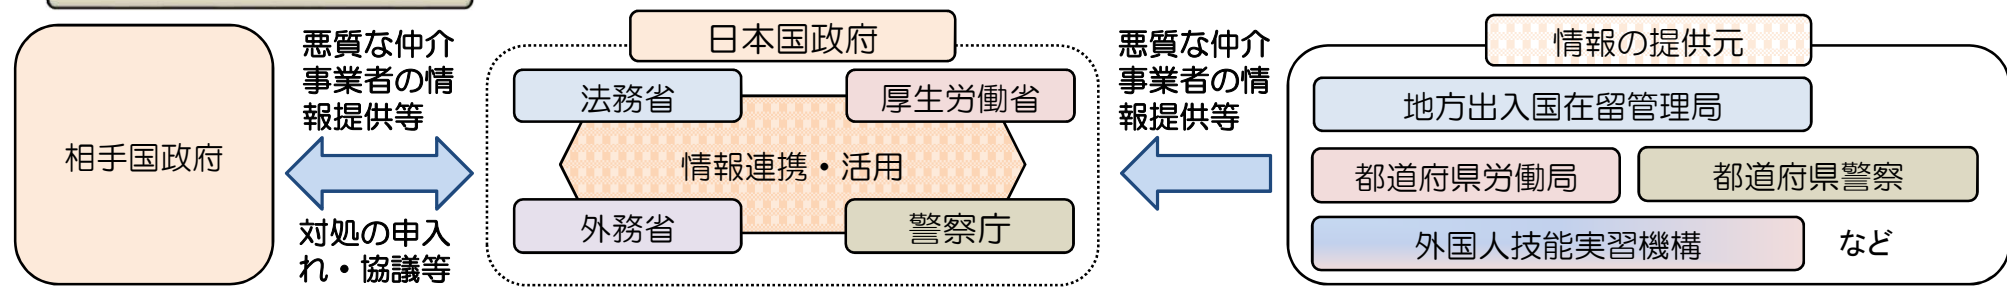 相手国政府
悪質な仲介
事業者の情
報提供等
対処の申入
れ・協議等
日本国政府
法務省
厚生労働省
情報連携・活用
外務省
警察庁
悪質な仲介
事業者の情
報提供等
情報の提供元
地方出入国在留管理局
都道府県労働局
都道府県警察
外国人技能実習機構
など